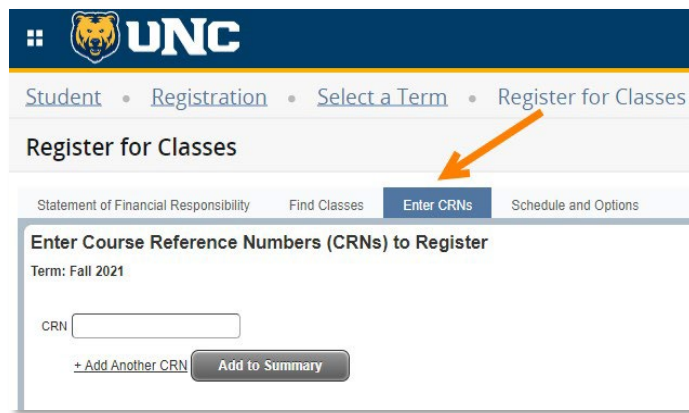 UNC
Student • Registration • Select a Term • Register for Classes
Register for Classes
Statement of Financial Responsibility Find Classes Enter CRNs Schedule and Options
Enter Course Reference Numbers (CRNs) to Register
Term: Fall 2021
CRN
+ Add Another CRN Add to Summary